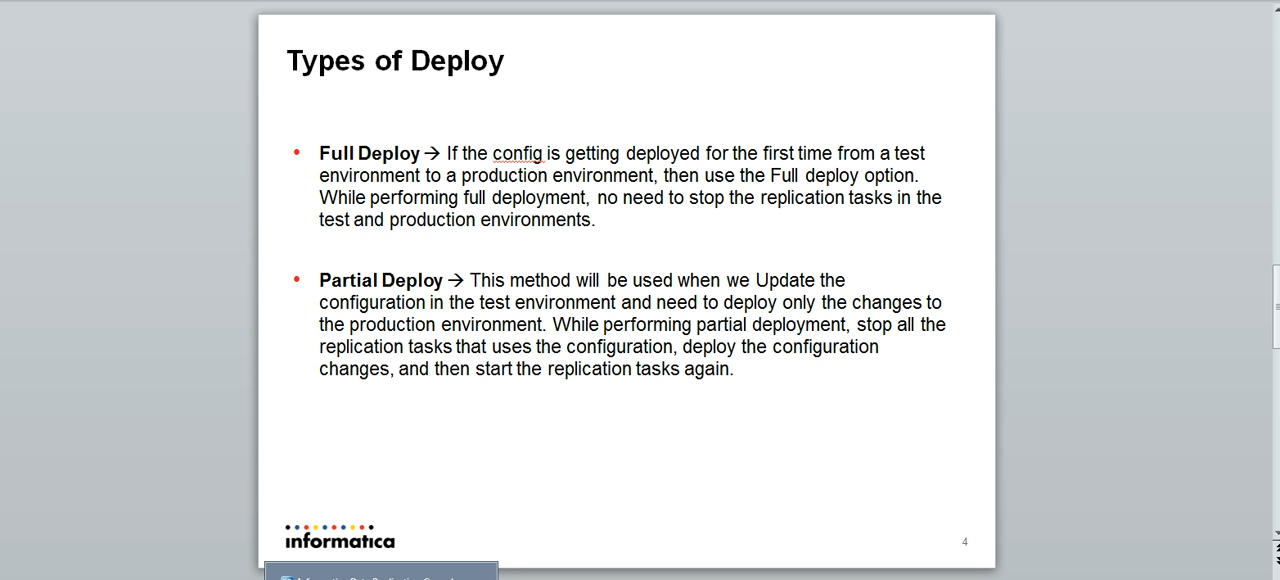 Types of Deploy
• Full Deploy → If the config is getting deployed for the first time from a test
environment to a production environment, then use the Full deploy option.
While performing full deployment, no need to stop the replication tasks in the
test and production environments.
• Partial Deploy → This method will be used when we Update the
configuration in the test environment and need to deploy only the changes to
the production environment. While performing partial deployment, stop all the
replication tasks that uses the configuration, deploy the configuration
changes, and then start the replication tasks again.
informatica
4